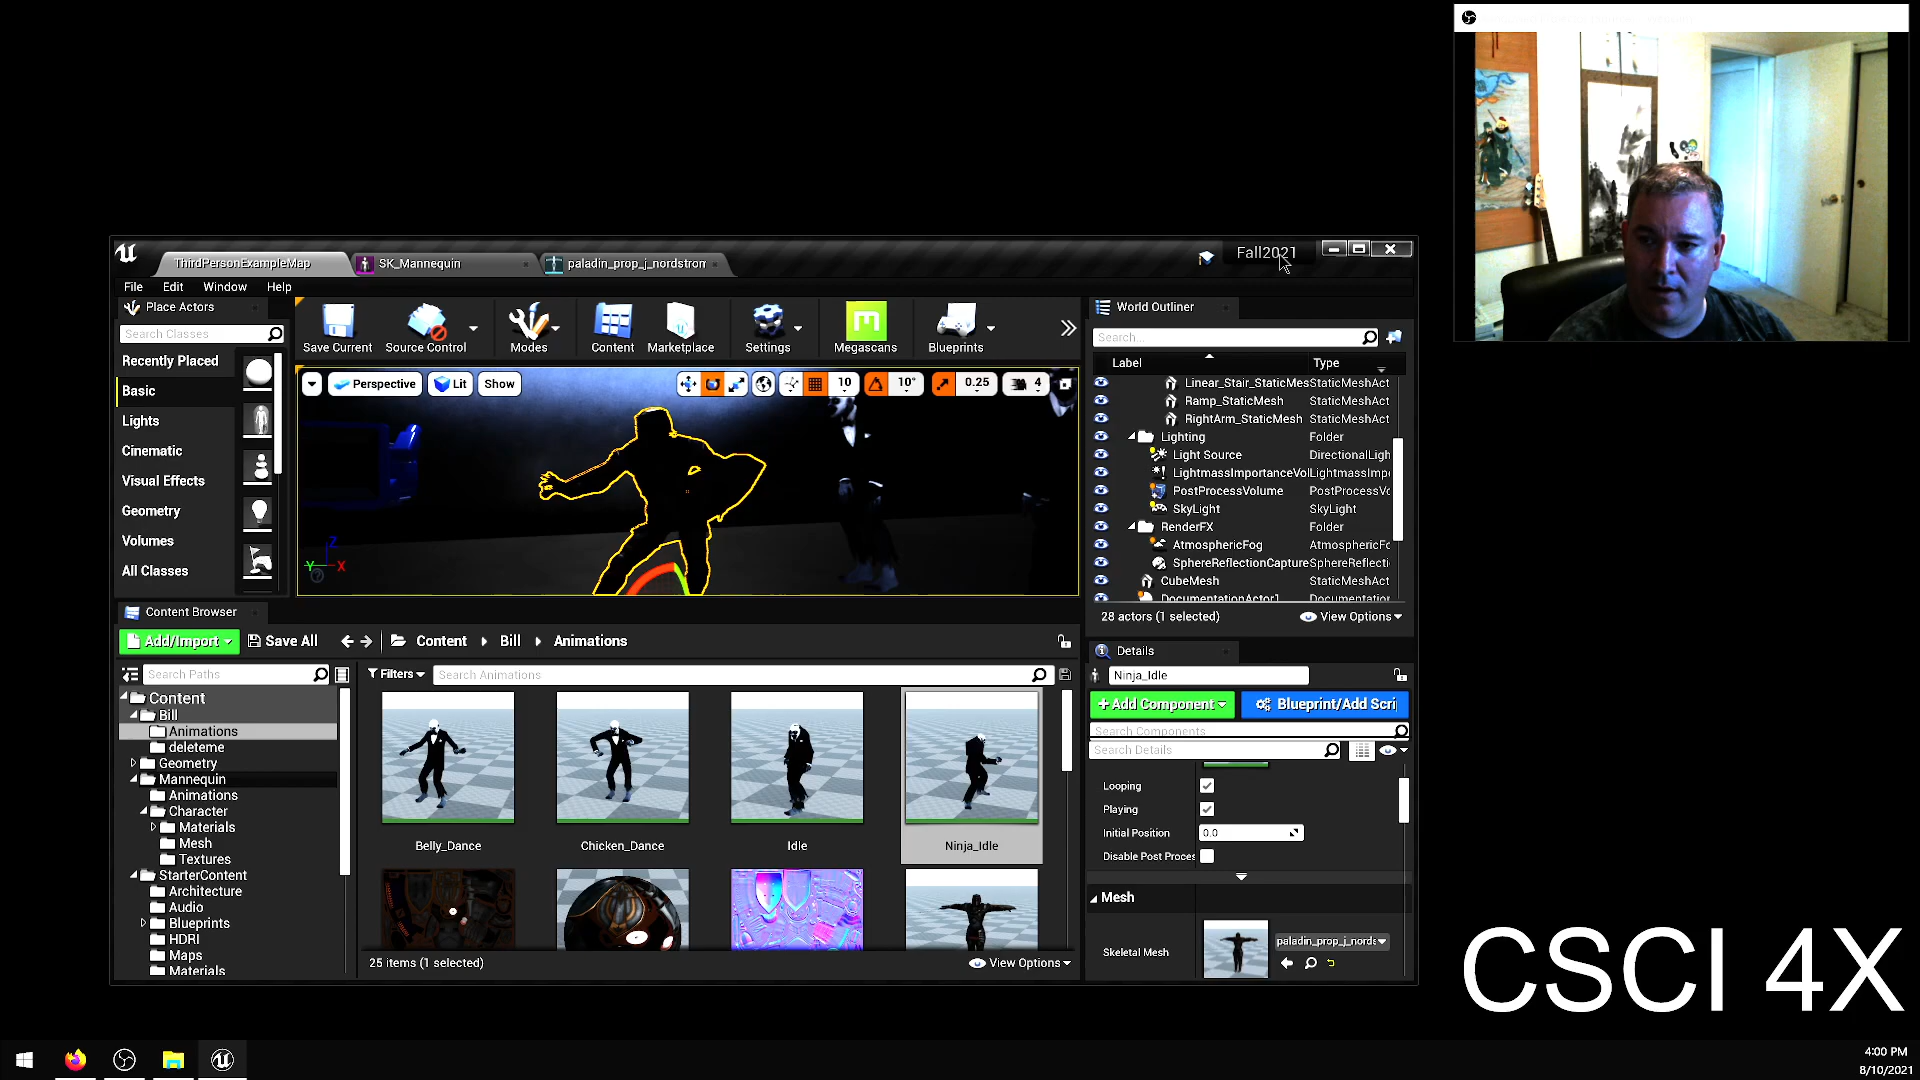 Fall2021
ThirdPersonExampleMap
SK_Mannequin
paladin_prop_j_nordstrom
File Edit Window Help
Place Actors
Search Classes
Recently Placed
Basic
Lights
Cinematic
Visual Effects
Geometry
Volumes
All Classes
Save Current
Source Control
Modes
Content
Marketplace
Settings
Megascans
Blueprints
Perspective
Lit
Show
10
10°
0.25
4
Z
Y
X
World Outliner
Search...
Label Type
Linear_Stair_StaticMes StaticMeshAct
Ramp_StaticMesh StaticMeshAct
RightArm_StaticMesh StaticMeshAct
Lighting Folder
Light Source DirectionalLigh
LightmassImportanceVol LightmassImpo
PostProcessVolume PostProcessVo
SkyLight SkyLight
RenderFX Folder
AtmosphericFog AtmosphericFo
SphereReflectionCapture SphereReflecti
CubeMesh StaticMeshAct
DocumentationActor1 Documentation
28 actors (1 selected)
View Options
Content Browser
Add/Import
Save All
Content Bill Animations
Search Paths
Filters
Search Animations
Content
Bill
Animations
deleteme
Geometry
Mannequin
Animations
Character
Materials
Mesh
Textures
StarterContent
Architecture
Audio
Blueprints
HDRI
Maps
Materials
Belly_Dance
Chicken_Dance
Idle
Ninja_Idle
25 items (1 selected)
View Options
Details
Ninja_Idle
+Add Component
Blueprint/Add Scri
Search Components
Search Details
Looping
Playing
Initial Position 0.0
Disable Post Proces
Mesh
Skeletal Mesh
paladin_prop_j_nords
CSCI 4X
4:00 PM
8/10/2021